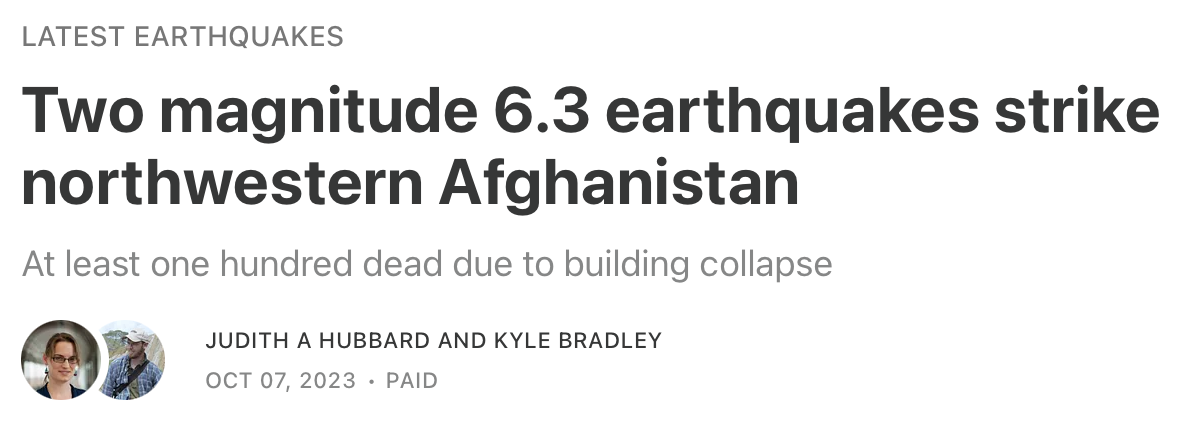 LATEST EARTHQUAKES
Two magnitude 6.3 earthquakes strike
northwestern Afghanistan
At least one hundred dead due to building collapse
JUDITH A HUBBARD AND KYLE BRADLEY
OCT 07, 2023 • PAID